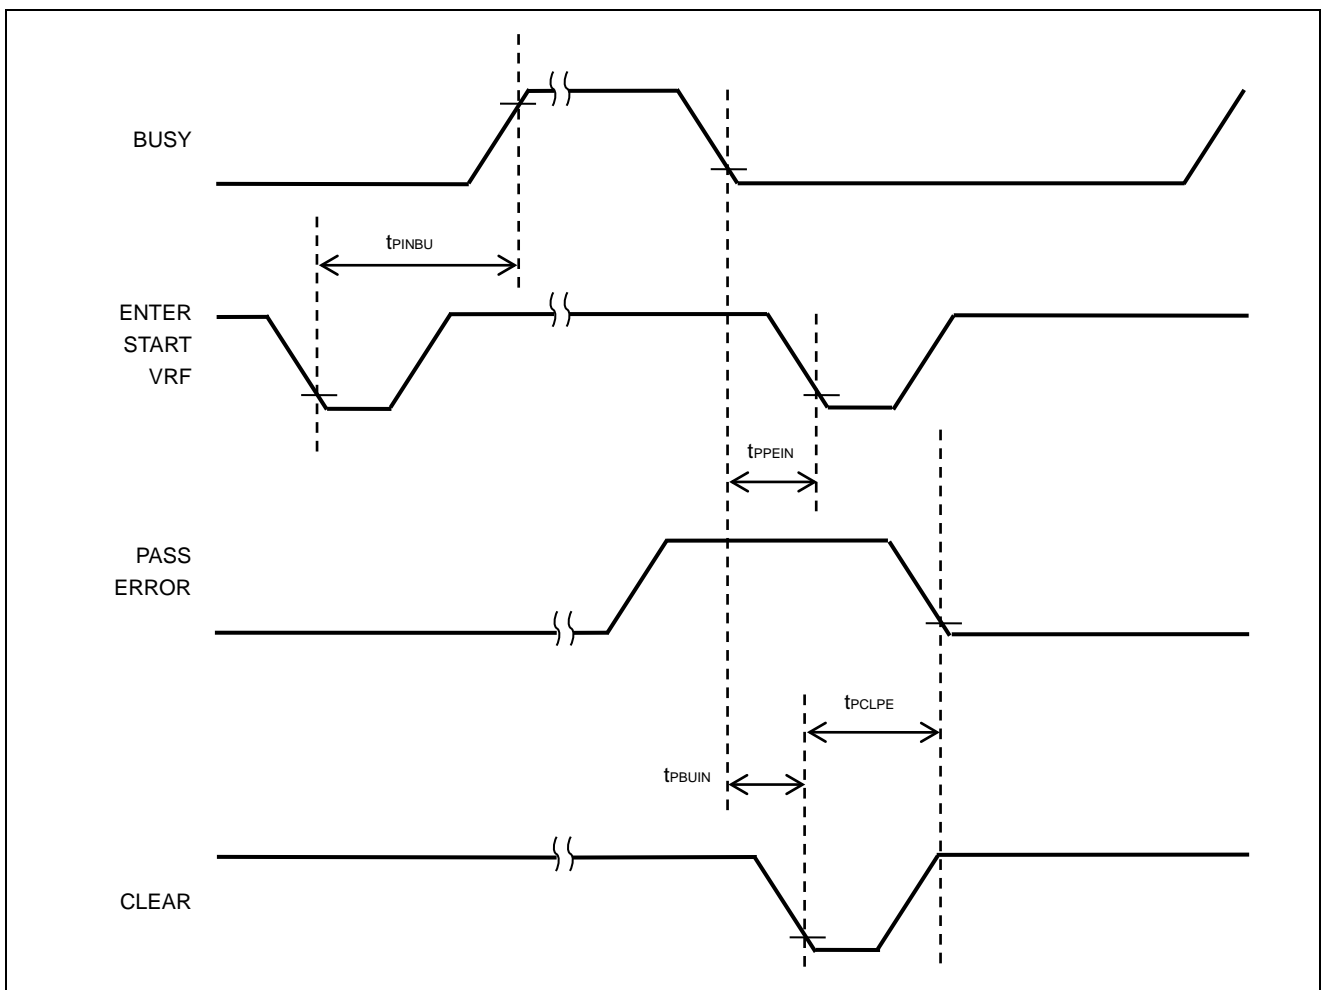 BUSY
tPINBU
ENTER
START
VRF
tPPEIN
PASS
ERROR
tPCLPE
tPBUIN
CLEAR